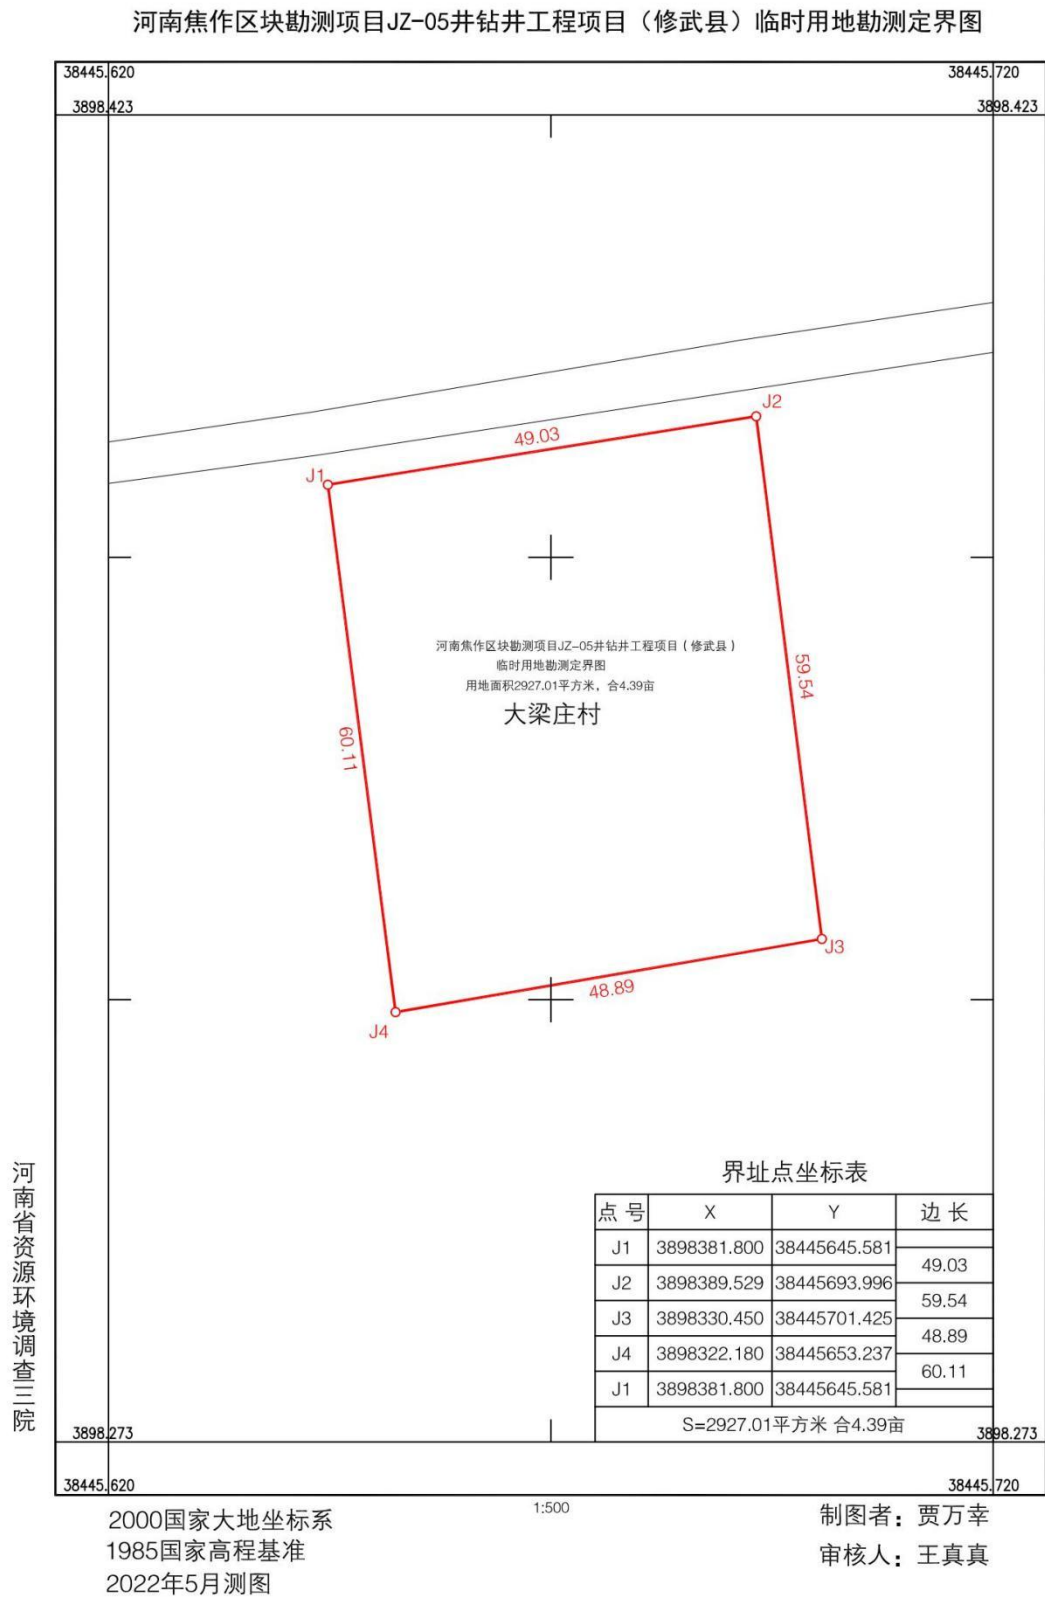 河南焦作区块勘测项目JZ-05井钻井工程项目（修武县）临时用地勘测定界图
38445.620
38445.720
3898.423
3898.423
J2
49.03
J1
河南焦作区块勘测项目JZ-05井钻井工程项目（修武县）
临时用地勘测定界图
用地面积2927.01平方米，合4.39亩
大梁庄村
59.54
60.11
J3
48.89
J4
河南省资源环境调查三院
界址点坐标表
点号 X Y 边长
J1 3898381.800 38445645.581
49.03
J2 3898389.529 38445693.996
59.54
J3 3898330.450 38445701.425
48.89
J4 3898322.180 38445653.237
60.11
J1 3898381.800 38445645.581
S=2927.01平方米 合4.39亩
3898.273
3898.273
38445.620
38445.720
1:500
2000国家大地坐标系
1985国家高程基准
2022年5月测图
制图者：贾万幸
审核人：王真真